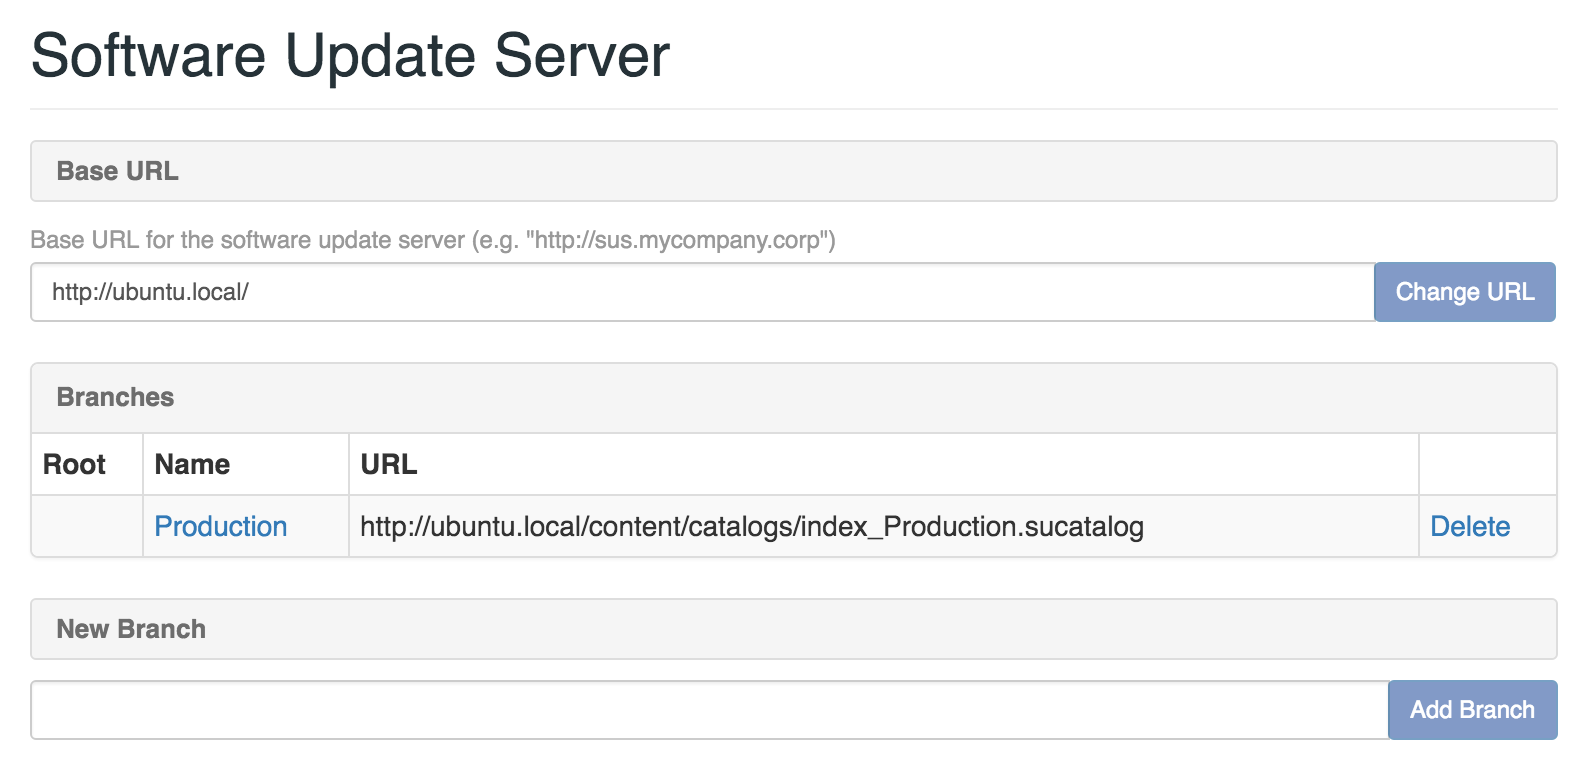 Software Update Server
Base URL
Base URL for the software update server (e.g. "http://sus.mycompany.corp")
http://ubuntu.local/
Change URL
Branches
Root Name URL
Production http://ubuntu.local/content/catalogs/index_Production.sucatalog Delete
New Branch
Add Branch